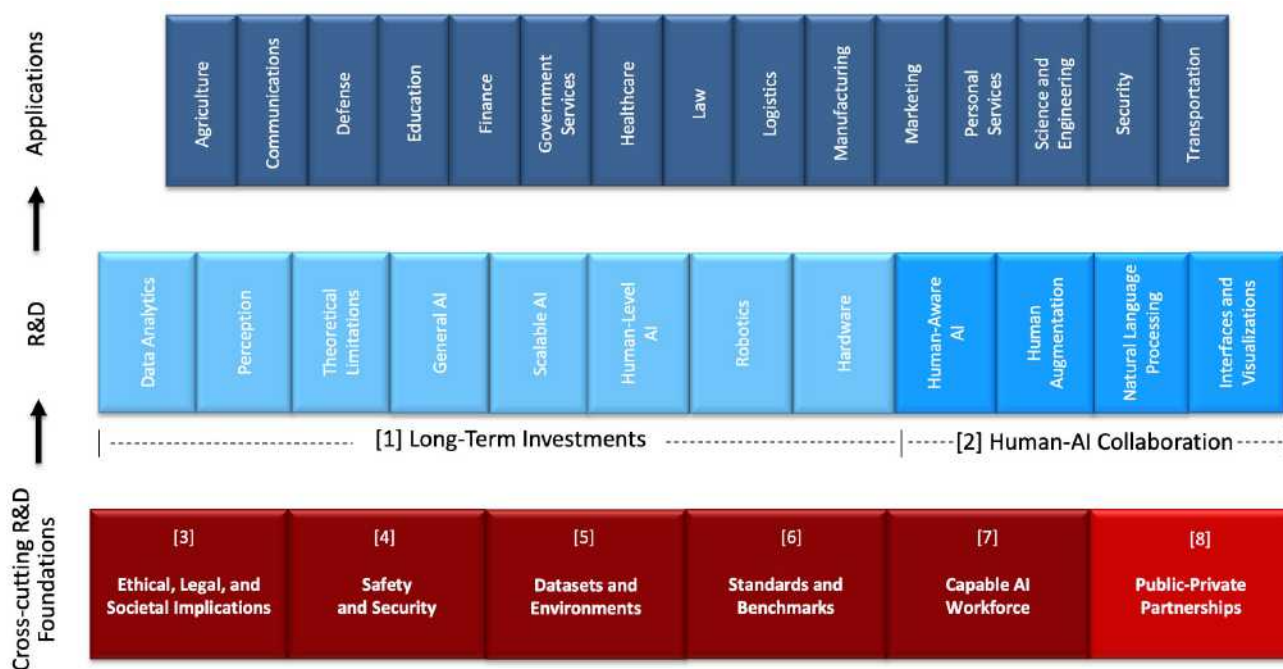 Applications
Agriculture
Communications
Defense
Education
Finance
Government
Services
Healthcare
Law
Logistics
Manufacturing
Marketing
Personal
Services
Science and
Engineering
Security
Transportation
R&D
Data Analytics
Perception
Theoretical
Limitations
General AI
Scalable AI
Human-Level
AI
Robotics
Hardware
Human-Aware
AI
Human
Augmentation
Natural Language
Processing
Interfaces and
Visualizations
[1] Long-Term Investments
[2] Human-AI Collaboration
Cross-cutting R&D
Foundations
[3]
Ethical, Legal, and
Societal Implications
[4]
Safety
and Security
[5]
Datasets and
Environments
[6]
Standards and
Benchmarks
[7]
Capable AI
Workforce
[8]
Public-Private
Partnerships